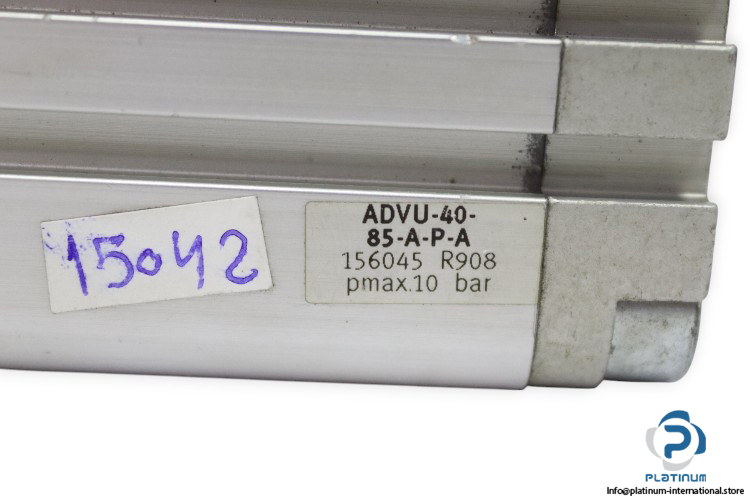 15042
ADVU-40-
85-A-P-A
156045 R908
pmax.10 bar
PLATINUM
Info@platinum-international.store